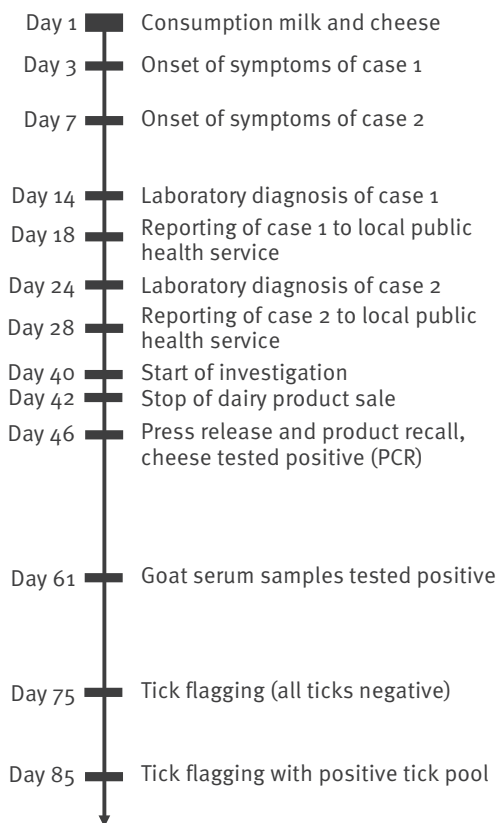 Day 1 Consumption milk and cheese
Day 3 Onset of symptoms of case 1
Day 7 Onset of symptoms of case 2
Day 14 Laboratory diagnosis of case 1
Day 18 Reporting of case 1 to local public
health service
Day 24 Laboratory diagnosis of case 2
Day 28 Reporting of case 2 to local public
health service
Day 40 Start of investigation
Day 42 Stop of dairy product sale
Day 46 Press release and product recall,
cheese tested positive (PCR)
Day 61 Goat serum samples tested positive
Day 75 Tick flagging (all ticks negative)
Day 85 Tick flagging with positive tick pool